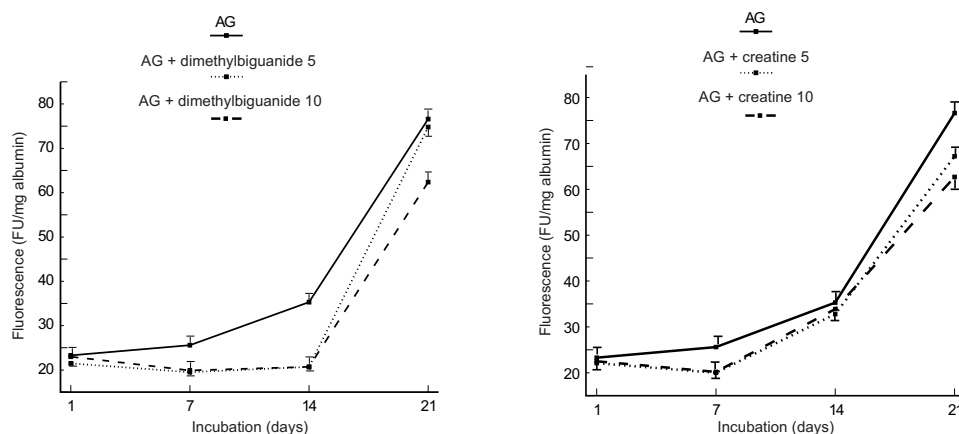 AG
AG + dimethylbiguanide 5
AG + dimethylbiguanide 10
Fluorescence (FU/mg albumin)
80
70
60
50
40
30
20
1 7 14 21
Incubation (days)
AG
AG + creatine 5
AG + creatine 10
Fluorescence (FU/mg albumin)
80
70
60
50
40
30
20
1 7 14 21
Incubation (days)